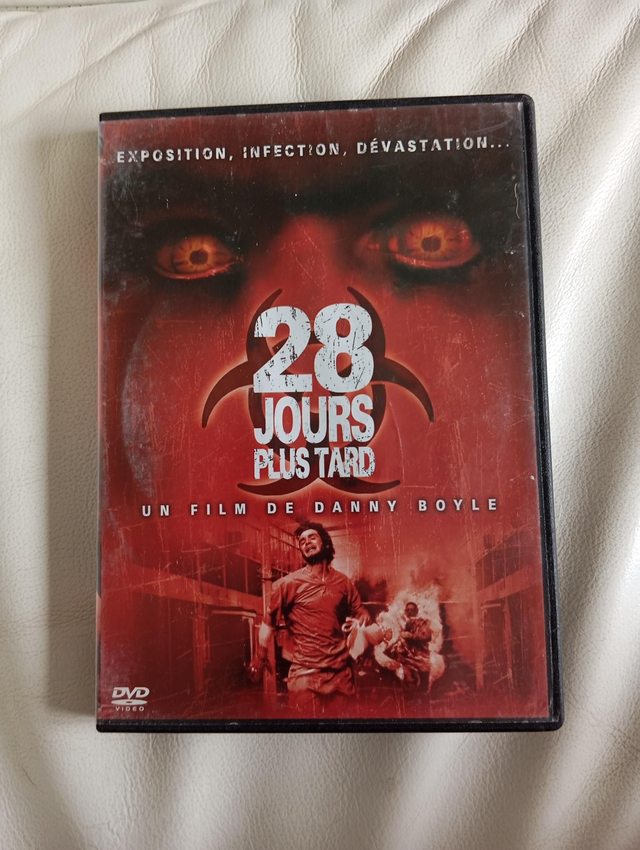 EXPOSITION, INFECTION, DÉVASTATION...
28
JOURS
PLUS TARD
UN FILM DE DANNY BOYLE
DVD
VIDEO